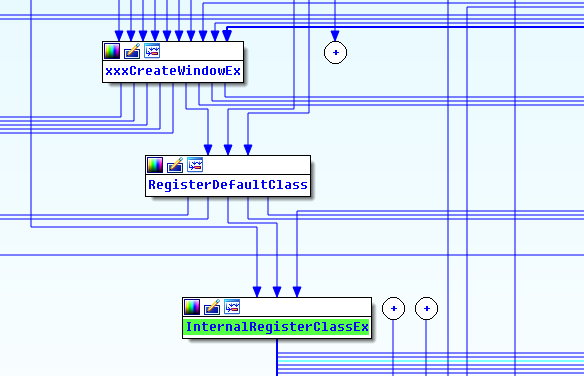 xxxCreateWindowEx
RegisterDefaultClass
InternalRegisterClassEx